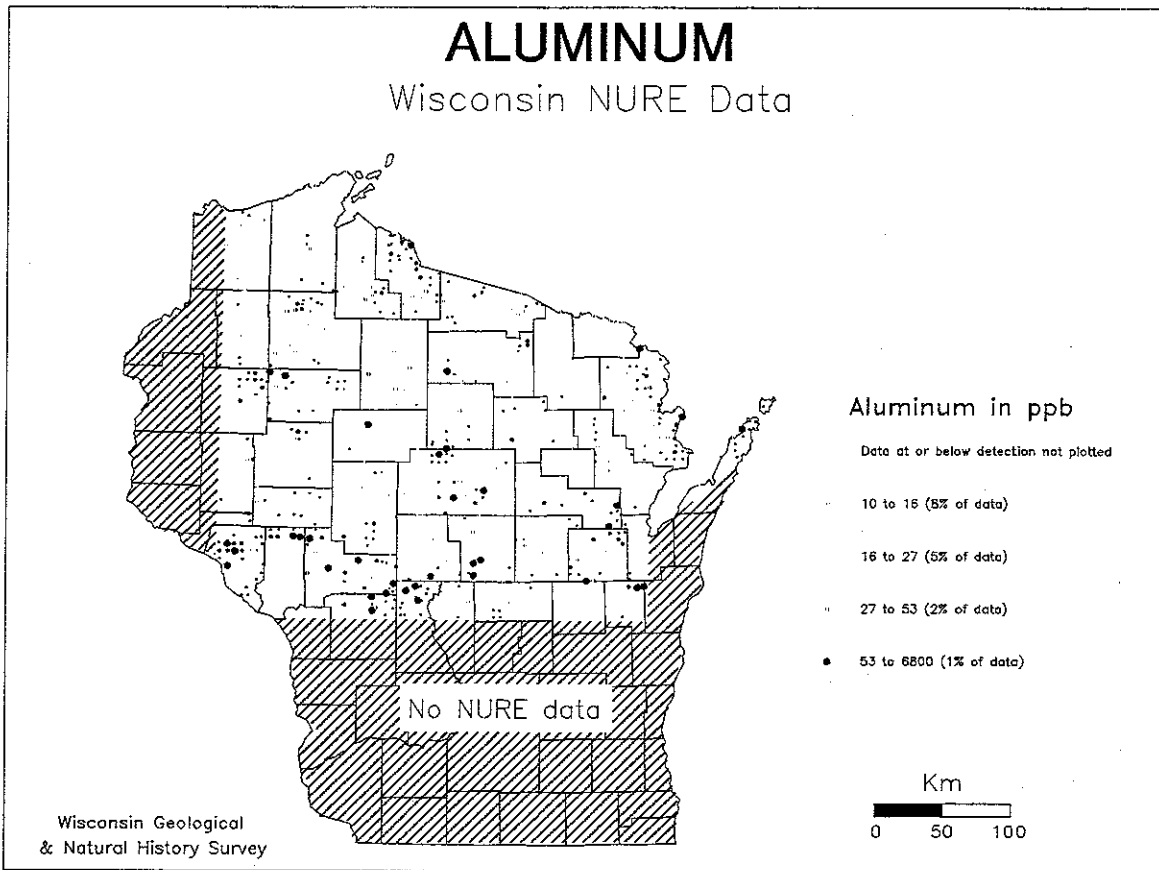 ALUMINUM
Wisconsin NURE Data
Aluminum in ppb
Data at or below detection not plotted
10 to 16 (8% of data)
16 to 27 (5% of data)
27 to 53 (2% of data)
53 to 6800 (1% of data)
No NURE data
Km
0 50 100
Wisconsin Geological
& Natural History Survey